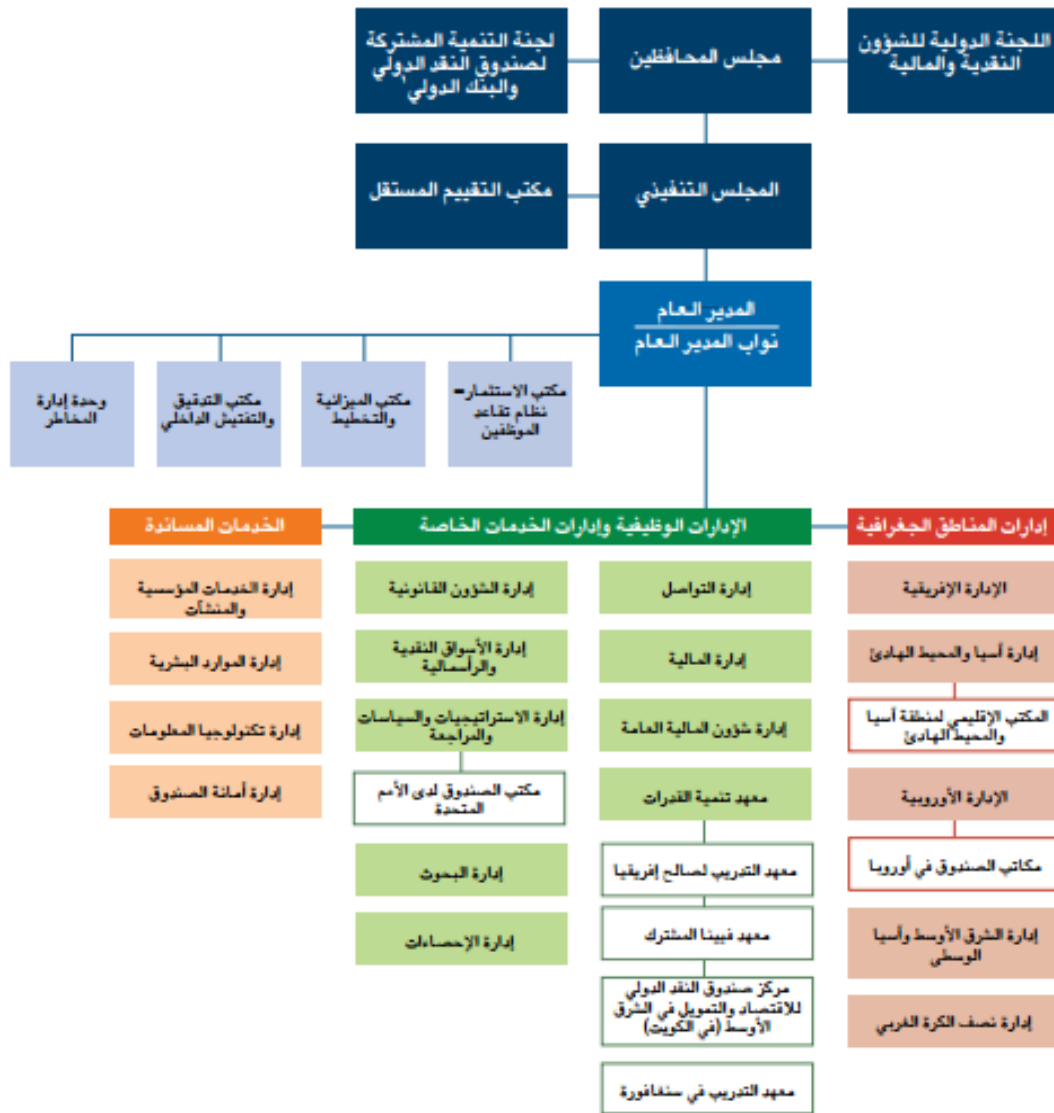 اللجنة الدولية للشؤون
النقدية والمالية
مجلس المحافظين
لجنة التنمية المشتركة
لصندوق النقد الدولي
والبنك الدولي¹
المجلس التنفيذي
مكتب التقييم المستقل
المدير العام
نواب المدير العام
مكتب الاستثمار–
نظام تقاعد
الموظفين
مكتب الميزانية
والتخطيط
مكتب التدقيق
والتفتيش الداخلي
وحدة إدارة
المخاطر
إدارات المناطق الجغرافية
الإدارة الإفريقية
إدارة آسيا والمحيط الهادئ
المكتب الإقليمي لمنطقة آسيا
والمحيط الهادئ
الإدارة الأوروبية
مكاتب الصندوق في أوروبا
إدارة الشرق الأوسط وآسيا
الوسطى
إدارة نصف الكرة الغربي
الإدارات الوظيفية وإدارات الخدمات الخاصة
إدارة التواصل
إدارة المالية
إدارة شؤون المالية العامة
معهد تنمية القدرات
معهد التدريب لصالح إفريقيا
معهد فيينا المشترك
مركز صندوق النقد الدولي
للاقتصاد والتمويل في الشرق
الأوسط (في الكويت)
معهد التدريب في سنغافورة
إدارة الشؤون القانونية
إدارة الأسواق النقدية
والرأسمالية
إدارة الاستراتيجيات والسياسات
والمراجعة
مكتب الصندوق لدى الأمم
المتحدة
إدارة البحوث
إدارة الإحصاءات
الخدمات المساندة
إدارة الخدمات المؤسسية
والمنشآت
إدارة الموارد البشرية
إدارة تكنولوجيا المعلومات
إدارة أمانة الصندوق